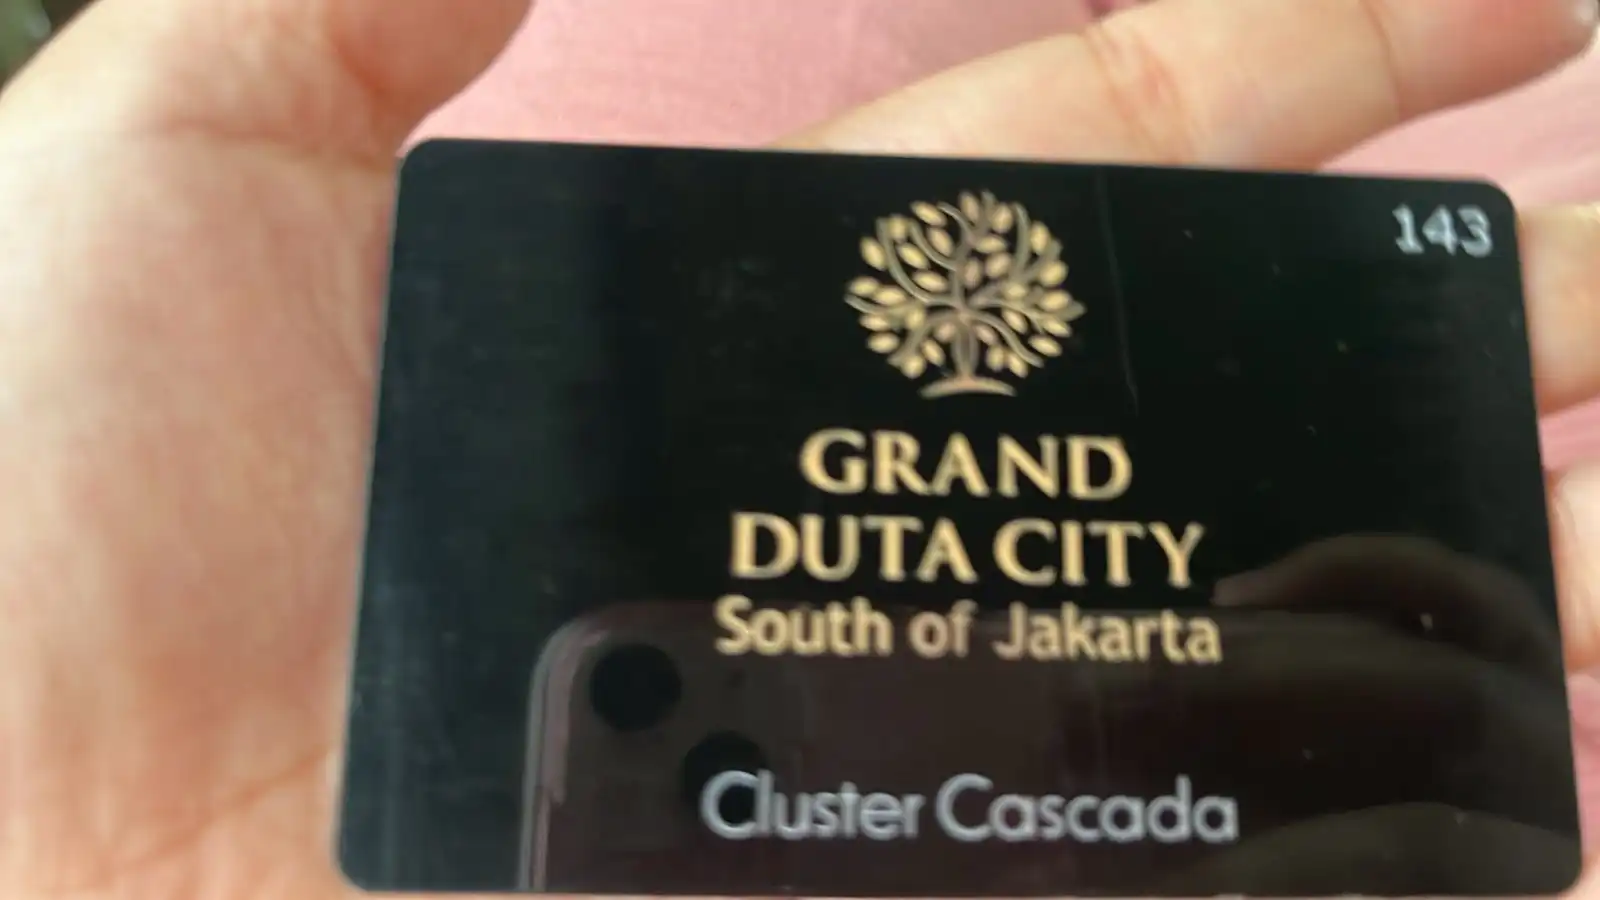 143
GRAND
DUTA CITY
South of Jakarta
Cluster Cascada